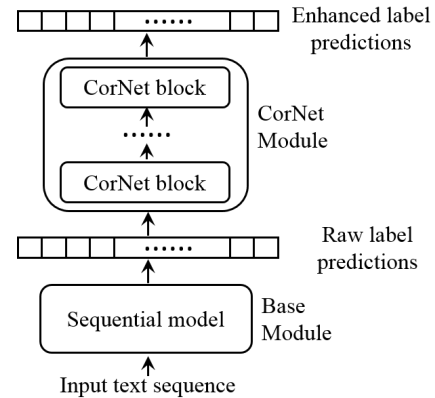 ......
Enhanced label
predictions
CorNet block
......
CorNet block
CorNet
Module
......
Raw label
predictions
Sequential model
Base
Module
Input text sequence